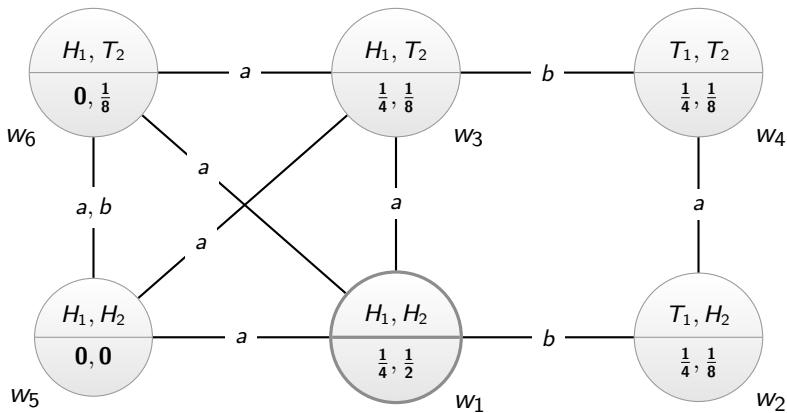 H₁, T₂
0, 1/8
w₆
a
H₁, T₂
1/4, 1/8
w₃
b
T₁, T₂
1/4, 1/8
w₄
a
a, b
a
a
a
H₁, H₂
0, 0
w₅
a
H₁, H₂
1/4, 1/2
w₁
b
T₁, H₂
1/4, 1/8
w₂